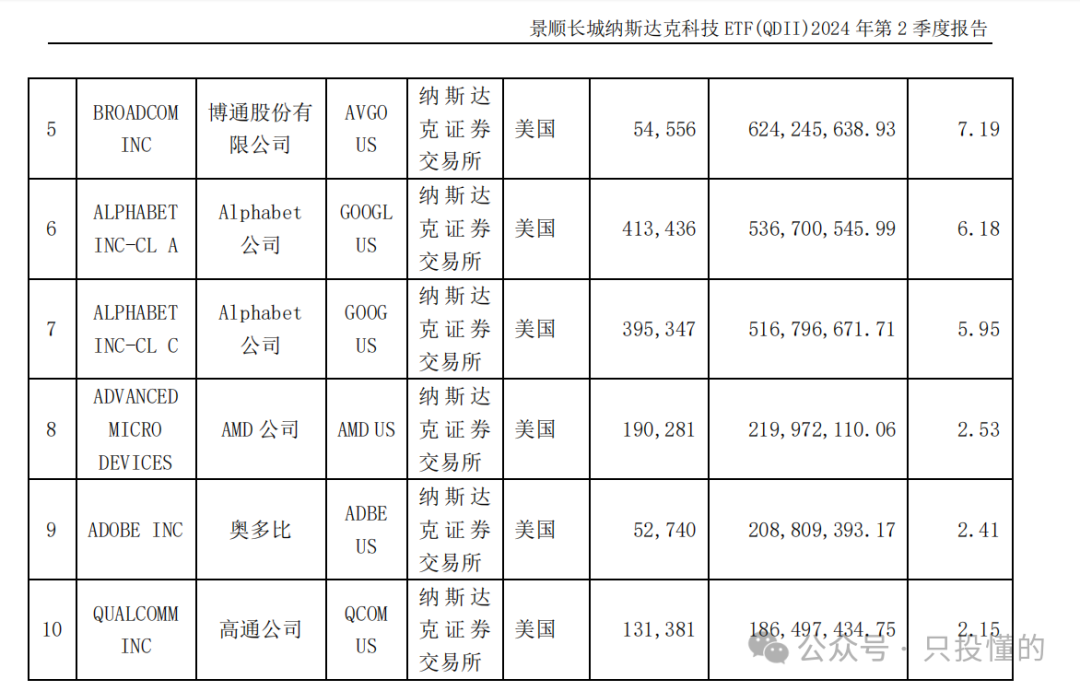 景顺长城纳斯达克科技 ETF(QDII)2024 年第 2 季度报告
5 BROADCOM INC 博通股份有限公司 AVGO US 纳斯达克证券交易所 美国 54,556 624,245,638.93 7.19
6 ALPHABET INC-CL A Alphabet 公司 GOOGL US 纳斯达克证券交易所 美国 413,436 536,700,545.99 6.18
7 ALPHABET INC-CL C Alphabet 公司 GOOG US 纳斯达克证券交易所 美国 395,347 516,796,671.71 5.95
8 ADVANCED MICRO DEVICES AMD 公司 AMD US 纳斯达克证券交易所 美国 190,281 219,972,110.06 2.53
9 ADOBE INC 奥多比 ADBE US 纳斯达克证券交易所 美国 52,740 208,809,393.17 2.41
10 QUALCOMM INC 高通公司 QCOM US 纳斯达克证券交易所 美国 131,381 186,497,434.75 2.15
公众号 · 只投懂的